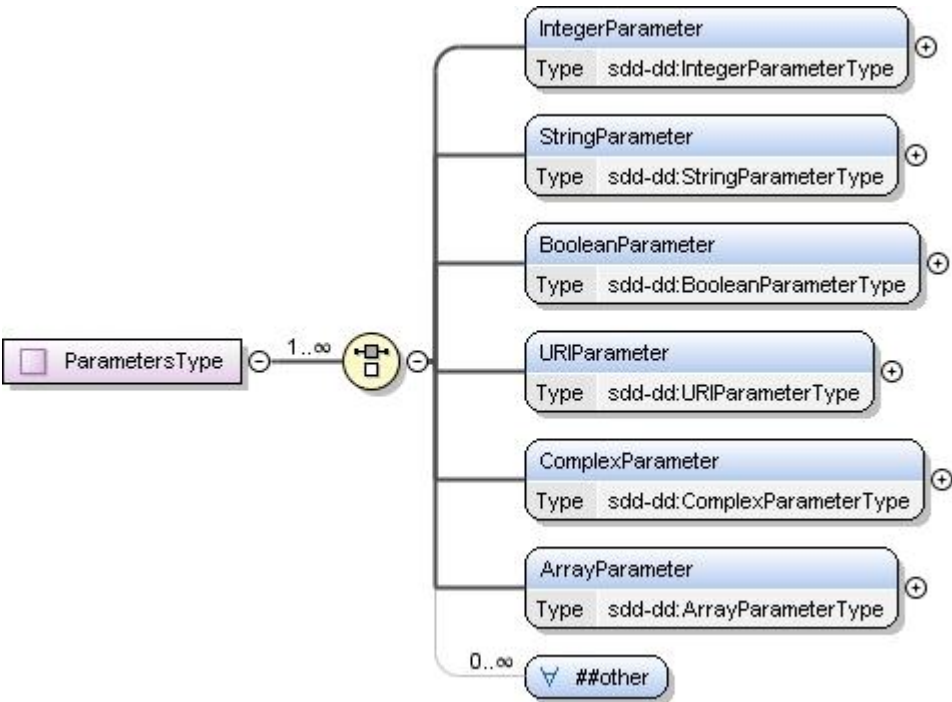 IntegerParameter
Type sdd-dd:IntegerParameterType
StringParameter
Type sdd-dd:StringParameterType
BooleanParameter
Type sdd-dd:BooleanParameterType
ParametersType
1..∞
URIParameter
Type sdd-dd:URIParameterType
ComplexParameter
Type sdd-dd:ComplexParameterType
ArrayParameter
Type sdd-dd:ArrayParameterType
0..∞
∀ ##other